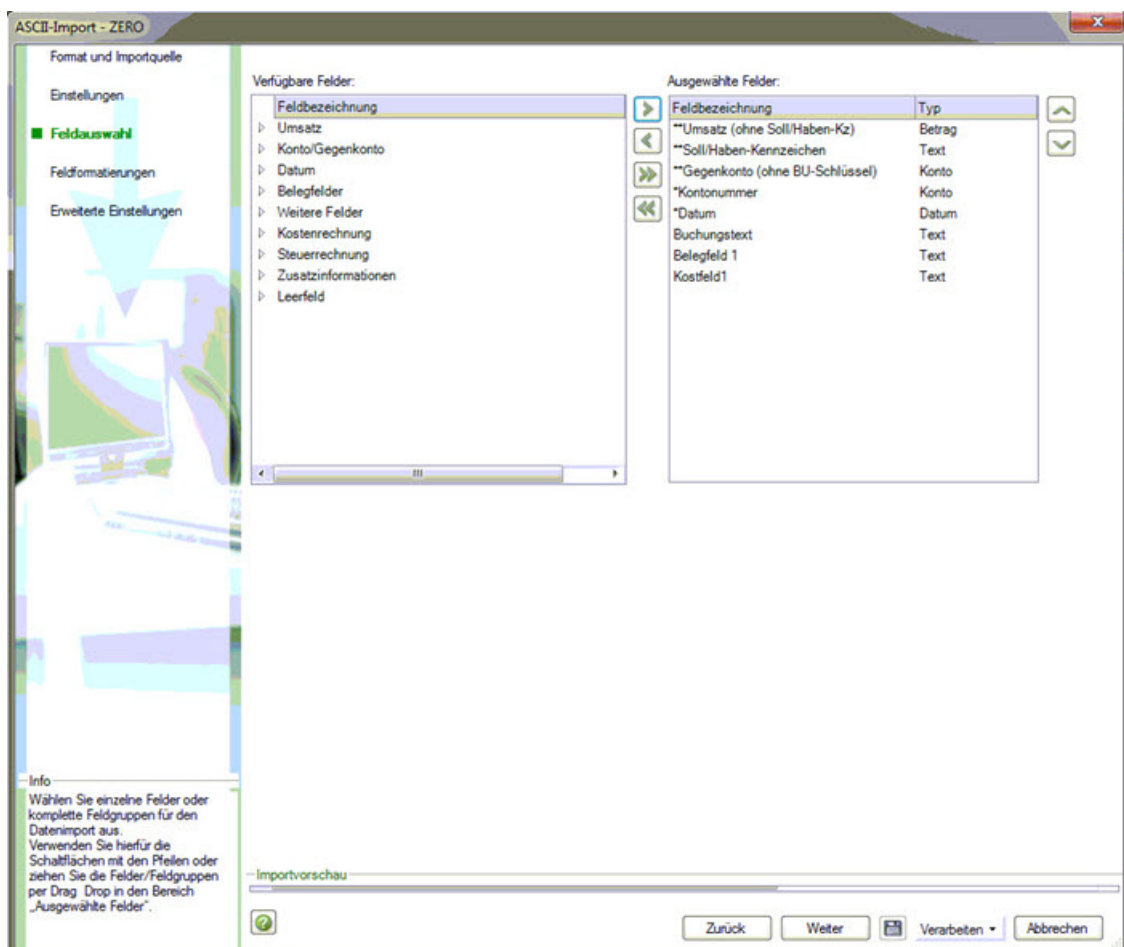 ASCII-Import - ZERO
x
Format und Importquelle
Einstellungen
Feldauswahl
Feldformatierungen
Erweiterte Einstellungen
Verfügbare Felder:
Feldbezeichnung
Umsatz
Konto/Gegenkonto
Datum
Belegfelder
Weitere Felder
Kostenrechnung
Steuerrechnung
Zusatzinformationen
Leerfeld
Ausgewählte Felder:
Feldbezeichnung Typ
**Umsatz (ohne Soll/Haben-Kz) Betrag
**Soll/Haben-Kennzeichen Text
**Gegenkonto (ohne BU-Schlüssel) Konto
*Kontonummer Konto
*Datum Datum
Buchungstext Text
Belegfeld 1 Text
Kostfeld1 Text
Info
Wählen Sie einzelne Felder oder
komplette Feldgruppen für den
Datenimport aus.
Verwenden Sie hierfür die
Schaltflächen mit den Pfeilen oder
ziehen Sie die Felder/Feldgruppen
per Drag Drop in den Bereich
„Ausgewählte Felder".
Importvorschau
Zurück Weiter Verarbeiten Abbrechen